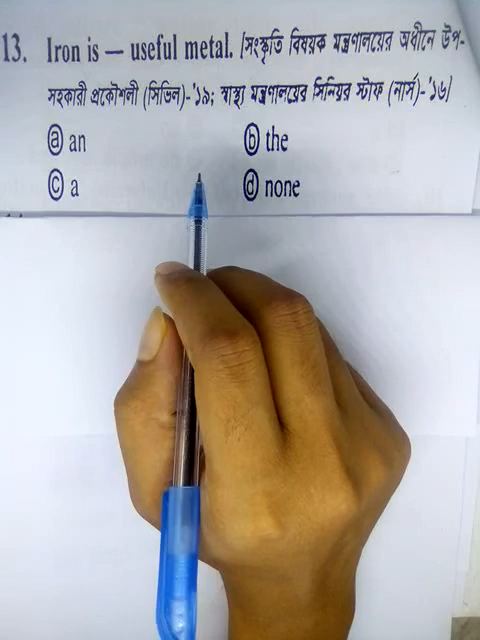 13. Iron is — useful metal. [সংস্কৃতি বিষয়ক মন্ত্রণালয়ের অধীনে উপ-
সহকারী প্রকৌশলী (সিভিল)-'১৯; স্বাস্থ্য মন্ত্রণালয়ের সিনিয়র স্টাফ (নার্স)-'১৬]
ⓐ an ⓑ the
ⓒ a ⓓ none